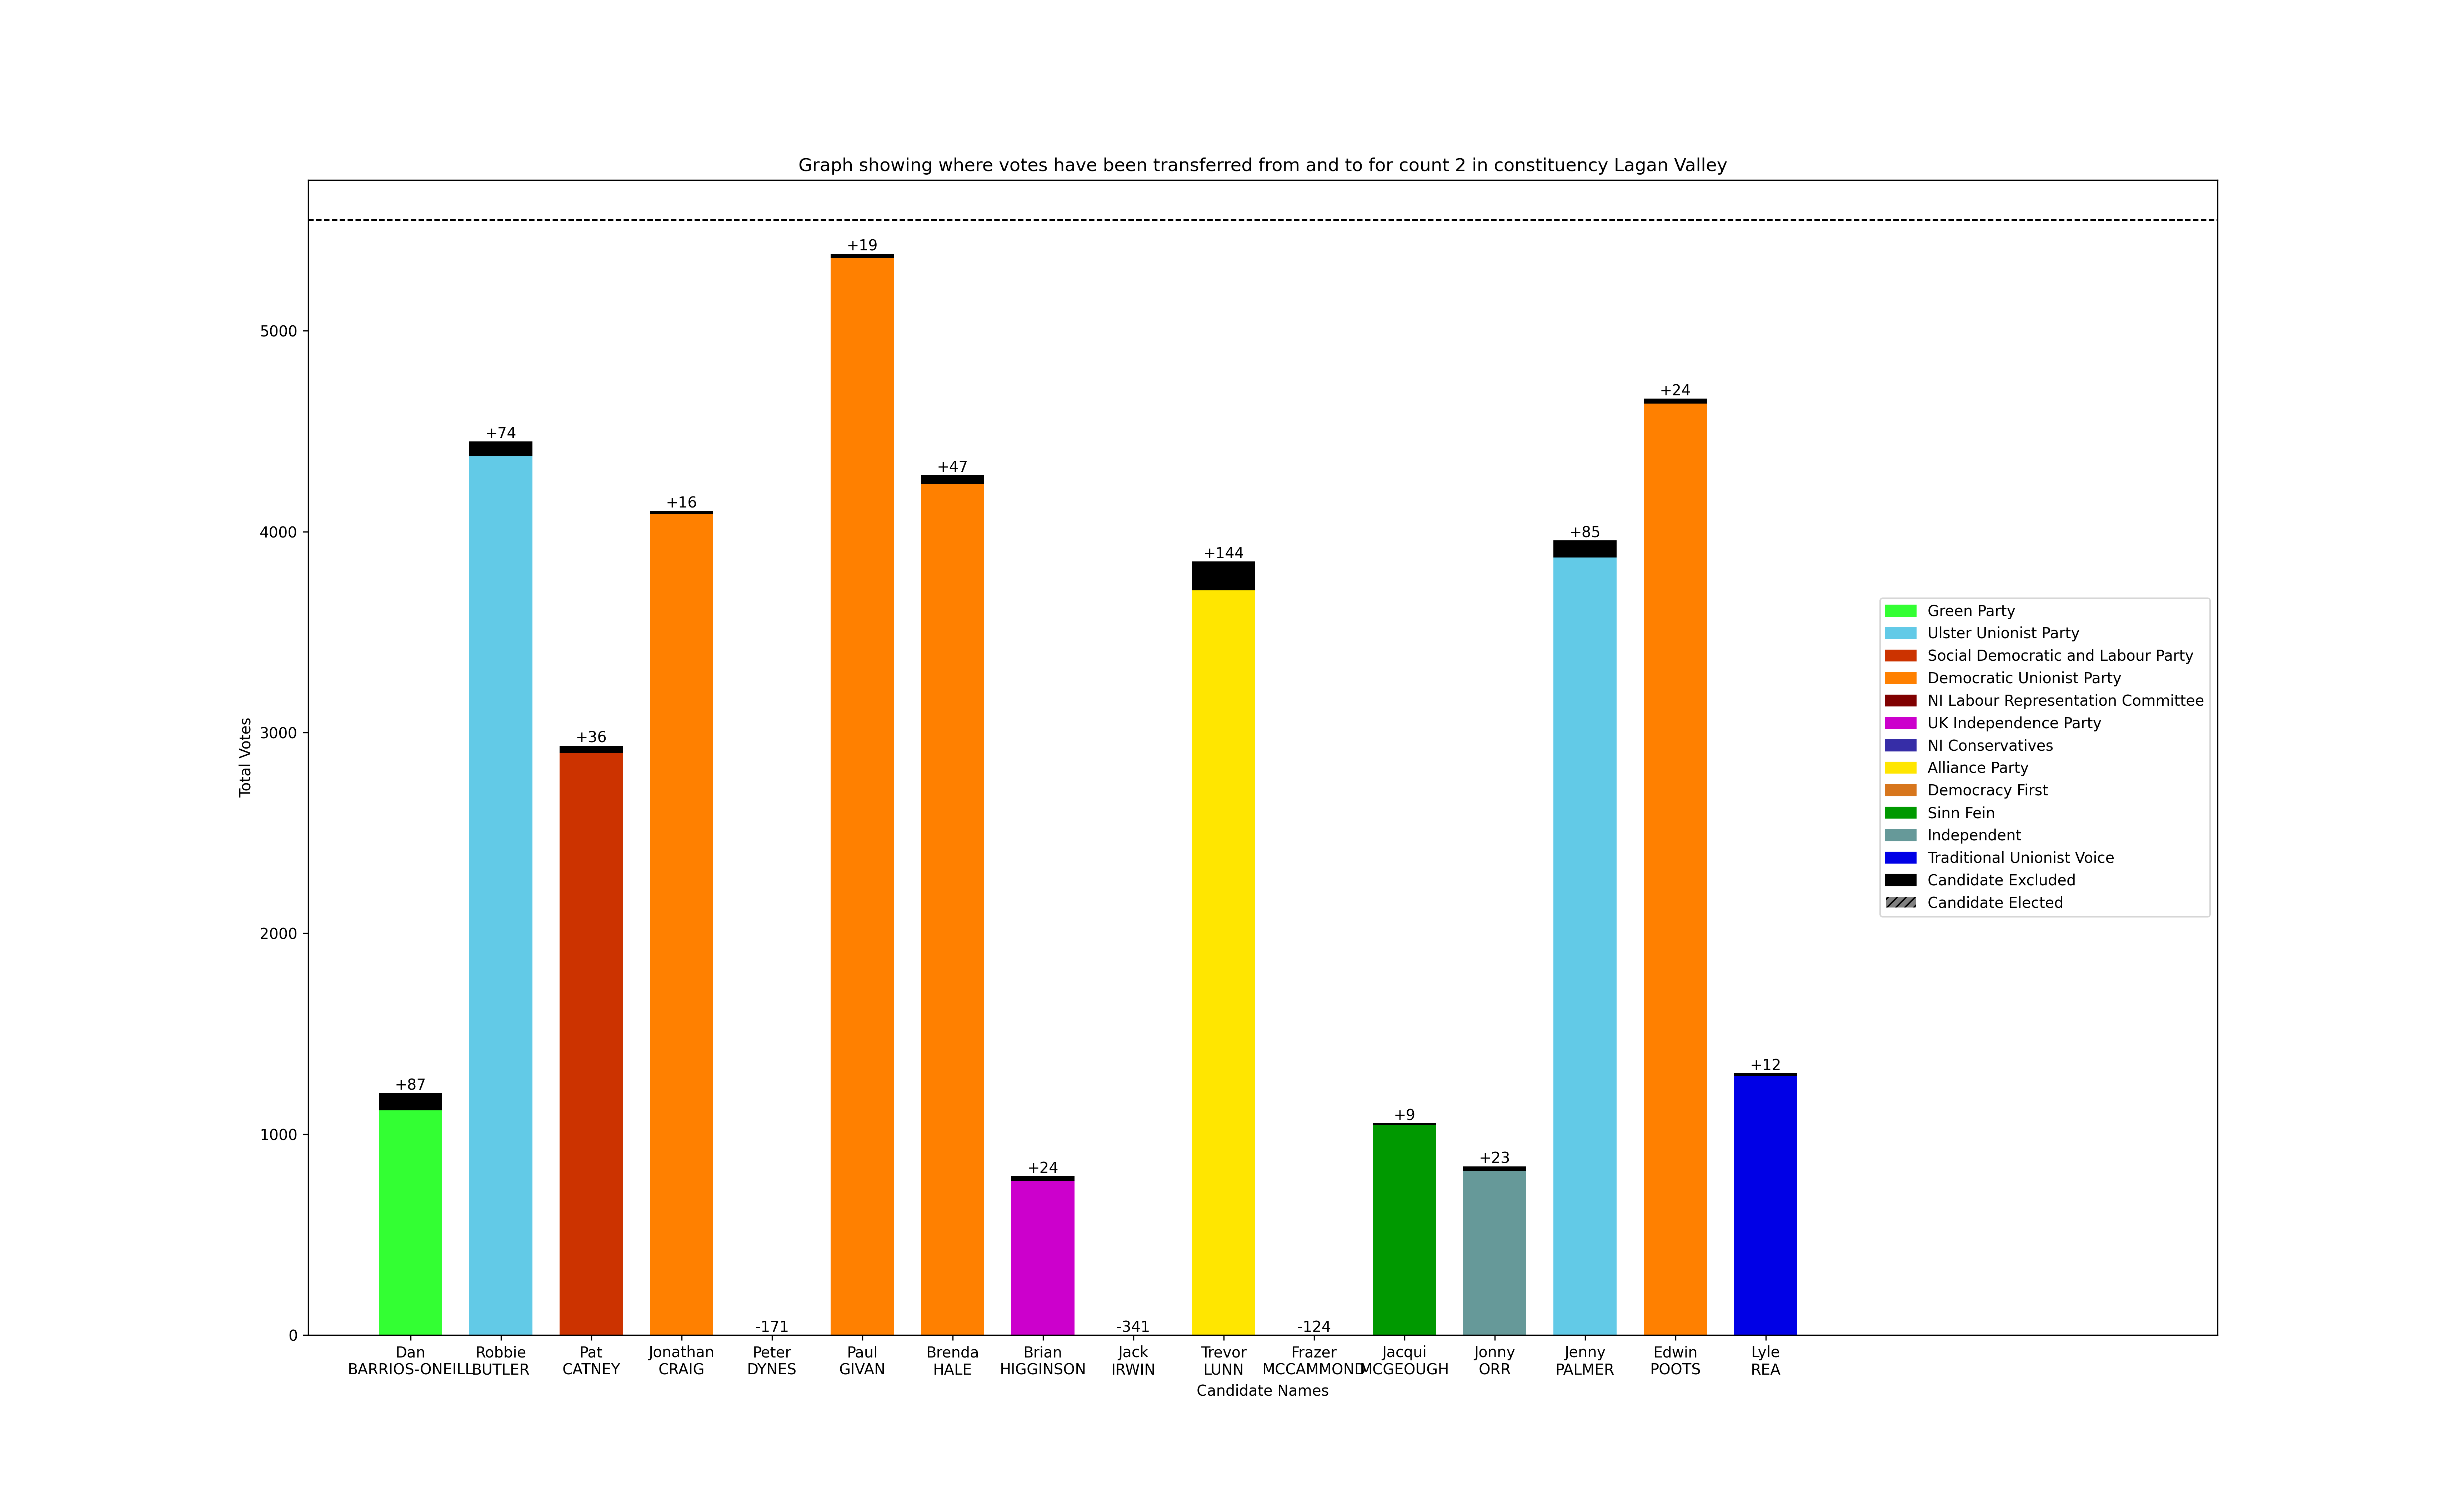 Graph showing where votes have been transferred from and to for count 2 in constituency Lagan Valley
Total Votes
5000
4000
3000
2000
1000
0
+87
+74
+36
+16
-171
+19
+47
+24
-341
+144
-124
+9
+23
+85
+24
+12
Dan
BARRIOS-ONEILL
Robbie
BUTLER
Pat
CATNEY
Jonathan
CRAIG
Peter
DYNES
Paul
GIVAN
Brenda
HALE
Brian
HIGGINSON
Jack
IRWIN
Trevor
LUNN
Frazer
MCCAMMOND
Jacqui
MCGEOUGH
Jonny
ORR
Jenny
PALMER
Edwin
POOTS
Lyle
REA
Candidate Names
Green Party
Ulster Unionist Party
Social Democratic and Labour Party
Democratic Unionist Party
NI Labour Representation Committee
UK Independence Party
NI Conservatives
Alliance Party
Democracy First
Sinn Fein
Independent
Traditional Unionist Voice
Candidate Excluded
Candidate Elected